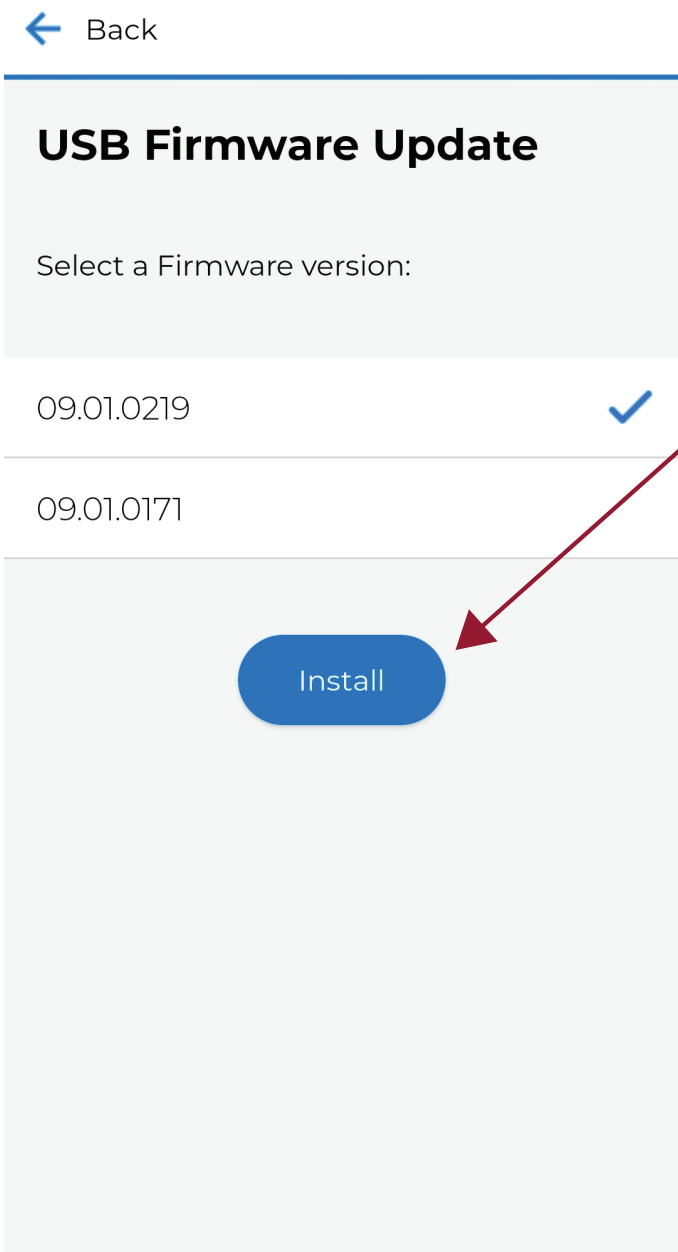 Back
USB Firmware Update
Select a Firmware version:
09.01.0219
09.01.0171
Install